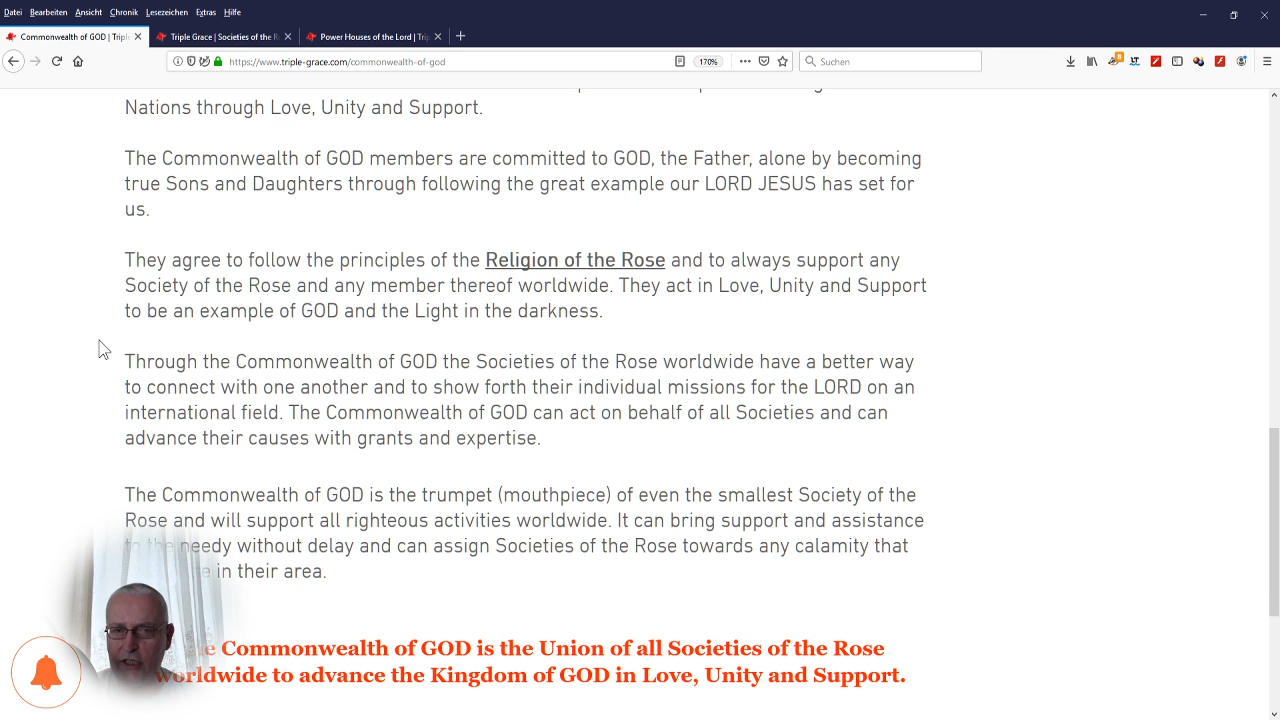 Datei Bearbeiten Ansicht Chronik Lesezeichen Extras Hilfe
Commonwealth of GOD | Triple Triple Grace | Societies of the R Power Houses of the Lord | Trip
https://www.triple-grace.com/commonwealth-of-god 170% Suchen
Nations through Love, Unity and Support.
The Commonwealth of GOD members are committed to GOD, the Father, alone by becoming
true Sons and Daughters through following the great example our LORD JESUS has set for
us.
They agree to follow the principles of the Religion of the Rose and to always support any
Society of the Rose and any member thereof worldwide. They act in Love, Unity and Support
to be an example of GOD and the Light in the darkness.
Through the Commonwealth of GOD the Societies of the Rose worldwide have a better way
to connect with one another and to show forth their individual missions for the LORD on an
international field. The Commonwealth of GOD can act on behalf of all Societies and can
advance their causes with grants and expertise.
The Commonwealth of GOD is the trumpet (mouthpiece) of even the smallest Society of the
Rose and will support all righteous activities worldwide. It can bring support and assistance
to the needy without delay and can assign Societies of the Rose towards any calamity that
in their area.
Commonwealth of GOD is the Union of all Societies of the Rose
worldwide to advance the Kingdom of GOD in Love, Unity and Support.